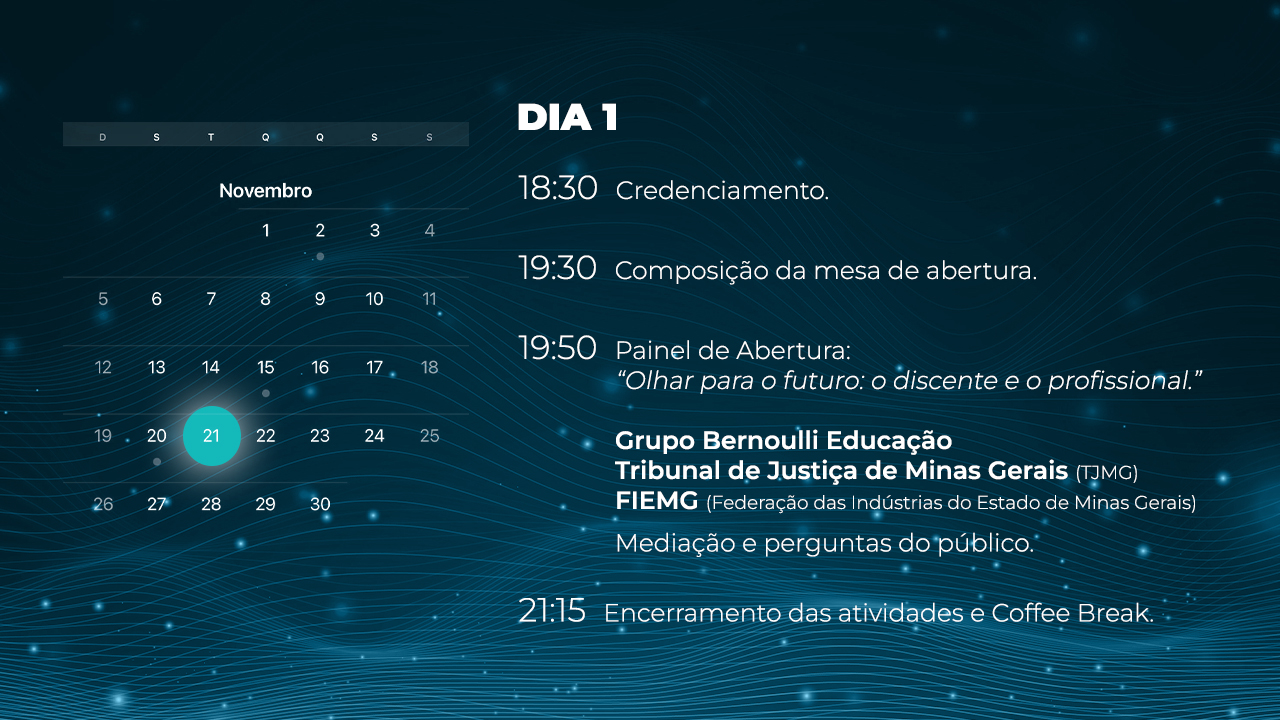 D S T Q Q S S
Novembro
1 2 3 4
5 6 7 8 9 10 11
12 13 14 15 16 17 18
19 20 21 22 23 24 25
26 27 28 29 30
DIA 1
18:30 Credenciamento.
19:30 Composição da mesa de abertura.
19:50 Painel de Abertura:
“Olhar para o futuro: o discente e o profissional.”
Grupo Bernoulli Educação
Tribunal de Justiça de Minas Gerais (TJMG)
FIEMG (Federação das Indústrias do Estado de Minas Gerais)
Mediação e perguntas do público.
21:15 Encerramento das atividades e Coffee Break.